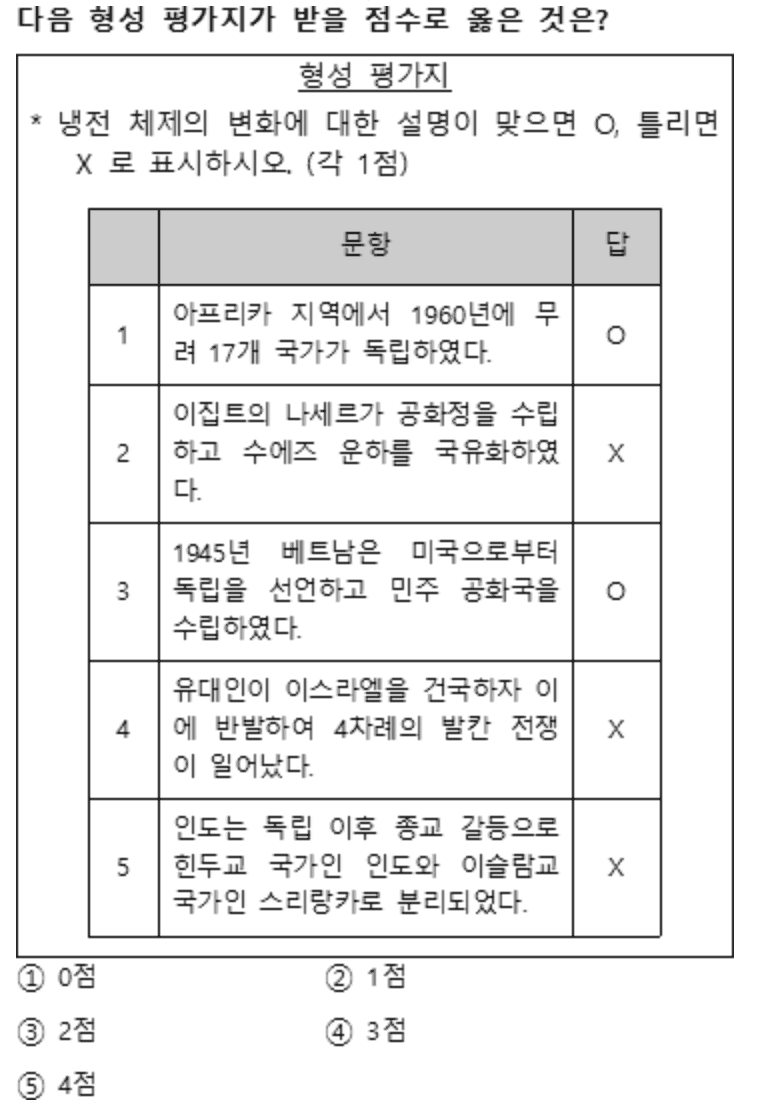 다음 형성 평가지가 받을 점수로 옳은 것은?
형성 평가지
* 냉전 체제의 변화에 대한 설명이 맞으면 O, 틀리면
X 로 표시하시오. (각 1점)
문항 답
아프리카 지역에서 1960년에 무
1 O
려 17개 국가가 독립하였다.
이집트의 나세르가 공화정을 수립
2 하고 수에즈 운하를 국유화하였 X
다.
1945년 베트남은 미국으로부터
3 독립을 선언하고 민주 공화국을 O
수립하였다.
유대인이 이스라엘을 건국하자 이
4 에 반발하여 4차례의 발칸 전쟁 X
이 일어났다.
인도는 독립 이후 종교 갈등으로
5 힌두교 국가인 인도와 이슬람교 X
국가인 스리랑카로 분리되었다.
① 0점 ② 1점
③ 2점 ④ 3점
⑤ 4점